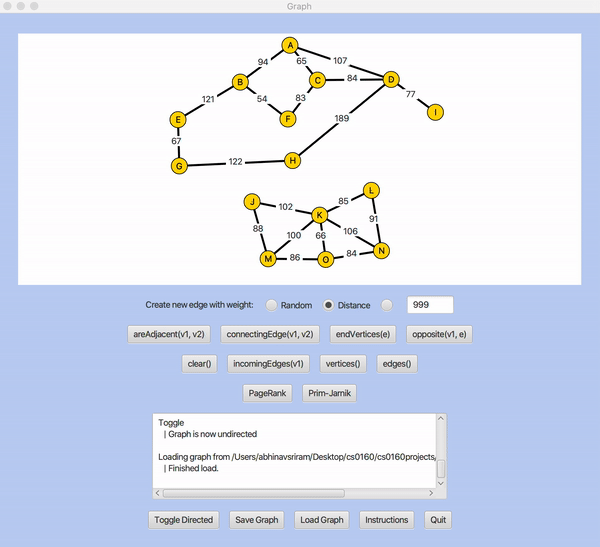 Graph
A
94
65
107
B
C
84
D
77
54
83
121
I
E
F
189
67
G
122
H
J
102
85
L
K
88
100
66
106
91
M
86
O
84
N
Create new edge with weight: Random Distance 999
areAdjacent(v1, v2) connectingEdge(v1, v2) endVertices(e) opposite(v1, e)
clear() incomingEdges(v1) vertices() edges()
PageRank Prim-Jarnik
Toggle
| Graph is now undirected
Loading graph from /Users/abhinavsriram/Desktop/cs0160/cs0160projects/
| Finished load.
Toggle Directed Save Graph Load Graph Instructions Quit